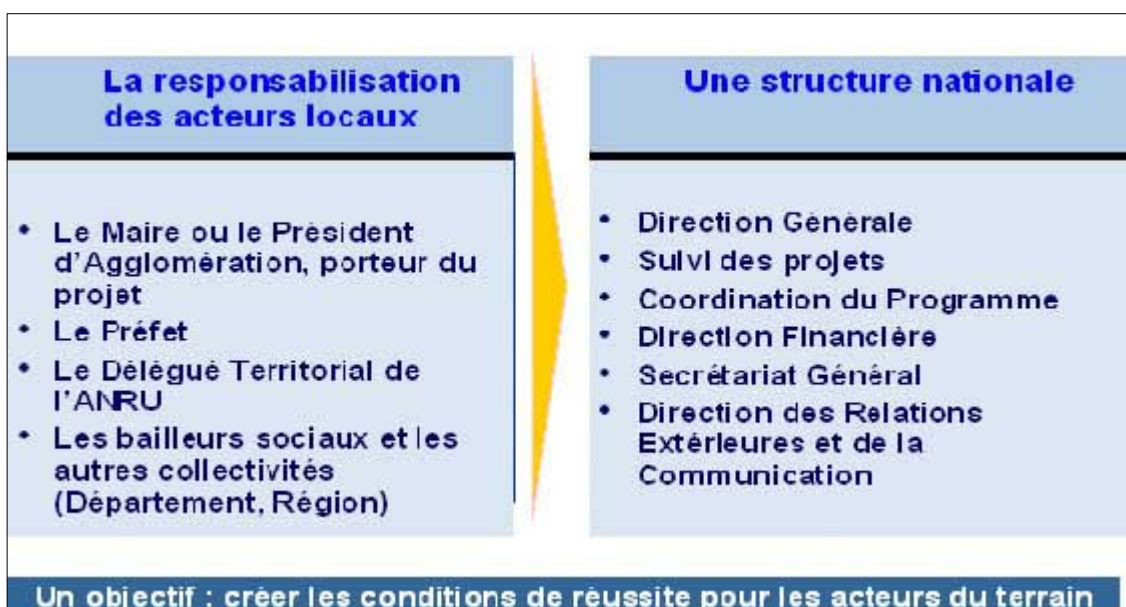 La responsabilisation
des acteurs locaux
• Le Maire ou le Président
d'Agglomération, porteur du
projet
• Le Préfet
• Le Délégué Territorial de
l'ANRU
• Les bailleurs sociaux et les
autres collectivités
(Département, Région)
Une structure nationale
• Direction Générale
• Suivi des projets
• Coordination du Programme
• Direction Financière
• Secrétariat Général
• Direction des Relations
Extérieures et de la
Communication
Un objectif : créer les conditions de réussite pour les acteurs du terrain